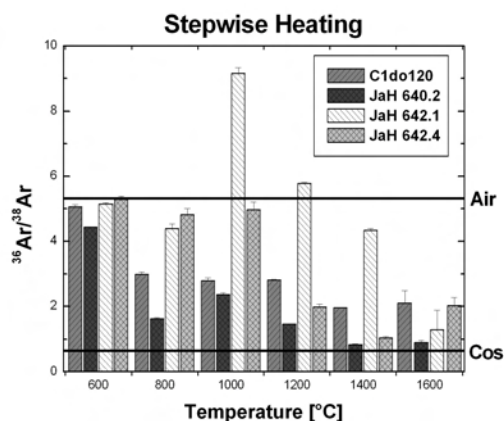 Stepwise Heating
10
8
6
4
2
0
³⁶Ar/³⁸Ar
C1do120
JaH 640.2
JaH 642.1
JaH 642.4
Air
Cos
600 800 1000 1200 1400 1600
Temperature [°C]